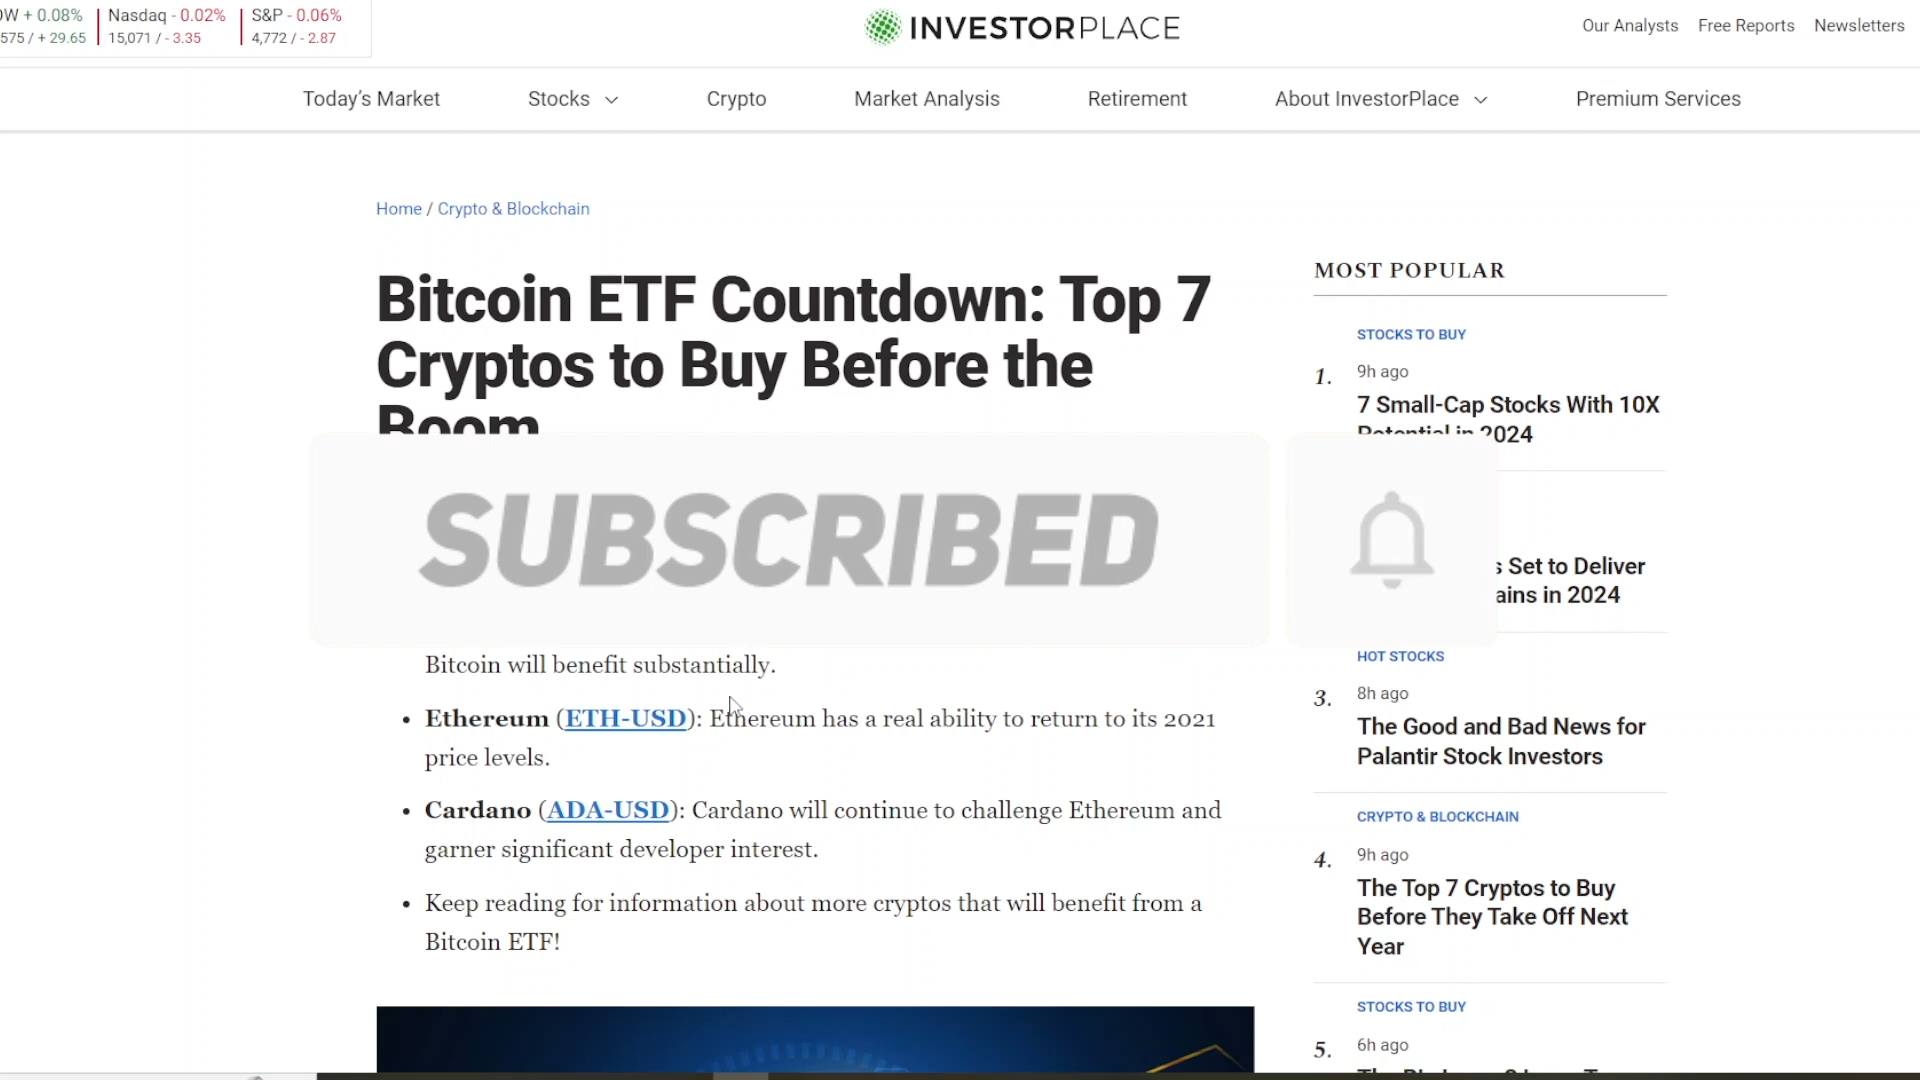 OW + 0.08%
575 / + 29.65
Nasdaq - 0.02%
15,071 / - 3.35
S&P - 0.06%
4,772 / - 2.87
INVESTORPLACE
Our Analysts
Free Reports
Newsletters
Today's Market
Stocks
Crypto
Market Analysis
Retirement
About InvestorPlace
Premium Services
Home / Crypto & Blockchain
Bitcoin ETF Countdown: Top 7
Cryptos to Buy Before the
Boom
SUBSCRIBED
Bitcoin will benefit substantially.
• Ethereum (ETH-USD): Ethereum has a real ability to return to its 2021
price levels.
• Cardano (ADA-USD): Cardano will continue to challenge Ethereum and
garner significant developer interest.
• Keep reading for information about more cryptos that will benefit from a
Bitcoin ETF!
MOST POPULAR
STOCKS TO BUY
1. 9h ago
7 Small-Cap Stocks With 10X
Potential in 2024
s Set to Deliver
ains in 2024
HOT STOCKS
3. 8h ago
The Good and Bad News for
Palantir Stock Investors
CRYPTO & BLOCKCHAIN
4. 9h ago
The Top 7 Cryptos to Buy
Before They Take Off Next
Year
STOCKS TO BUY
5. 6h ago